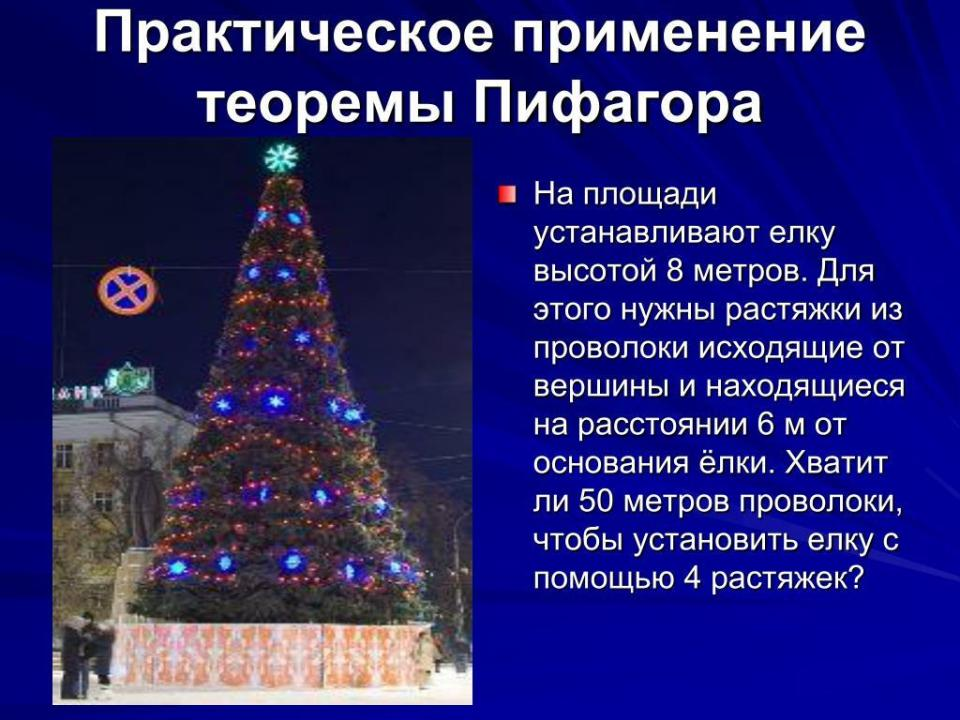 Практическое применение
теоремы Пифагора
На площади
устанавливают елку
высотой 8 метров. Для
этого нужны растяжки из
проволоки исходящие от
вершины и находящиеся
на расстоянии 6 м от
основания ёлки. Хватит
ли 50 метров проволоки,
чтобы установить елку с
помощью 4 растяжек?